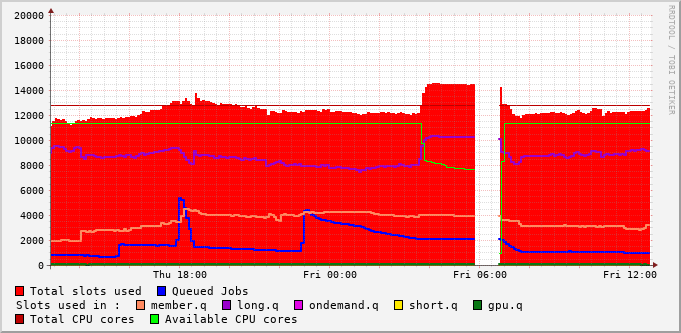 20000
18000
16000
14000
12000
10000
8000
6000
4000
2000
0
Thu 18:00 Fri 00:00 Fri 06:00 Fri 12:00
RRDTOOL / TOBI OETIKER
Total slots used Queued Jobs
Slots used in : member.q long.q ondemand.q short.q gpu.q
Total CPU cores Available CPU cores